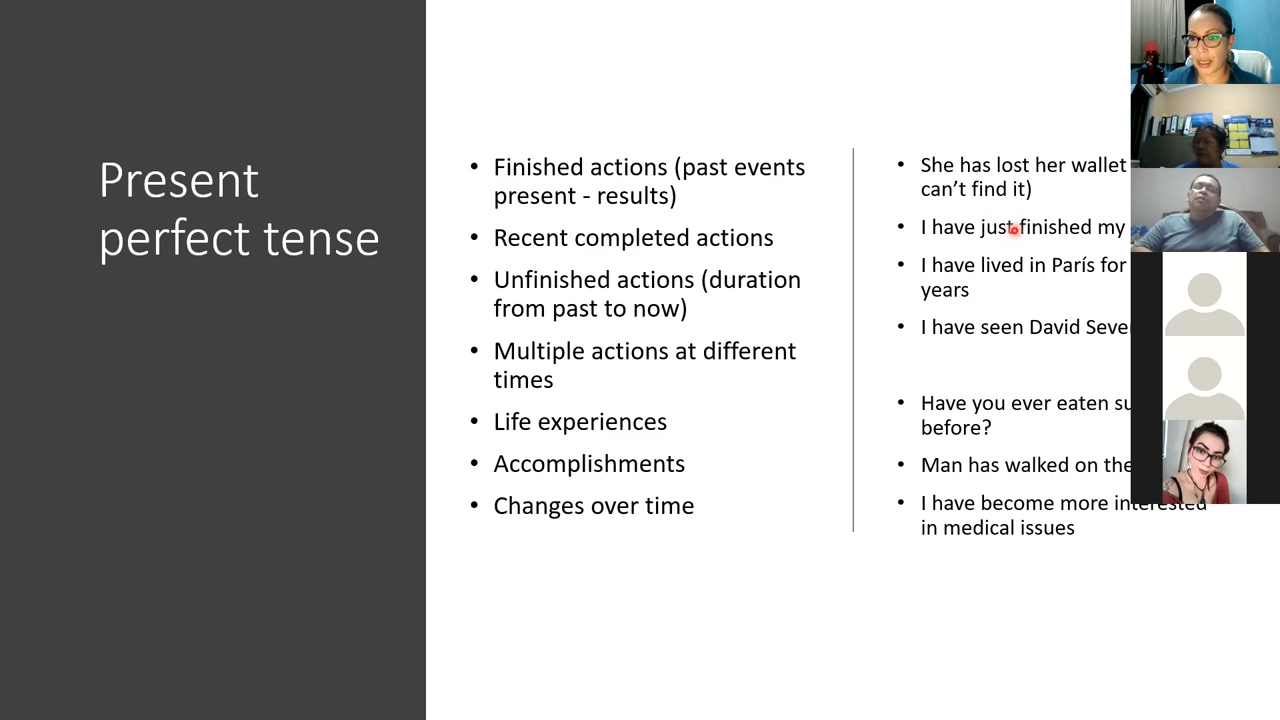 Present
perfect tense
• Finished actions (past events
present - results)
• Recent completed actions
• Unfinished actions (duration
from past to now)
• Multiple actions at different
times
• Life experiences
• Accomplishments
• Changes over time
• She has lost her wallet
can’t find it)
• I have just finished my
• I have lived in París for
years
• I have seen David
• Have you ever eaten
before?
• Man has walked on the
• I have become more interested
in medical issues